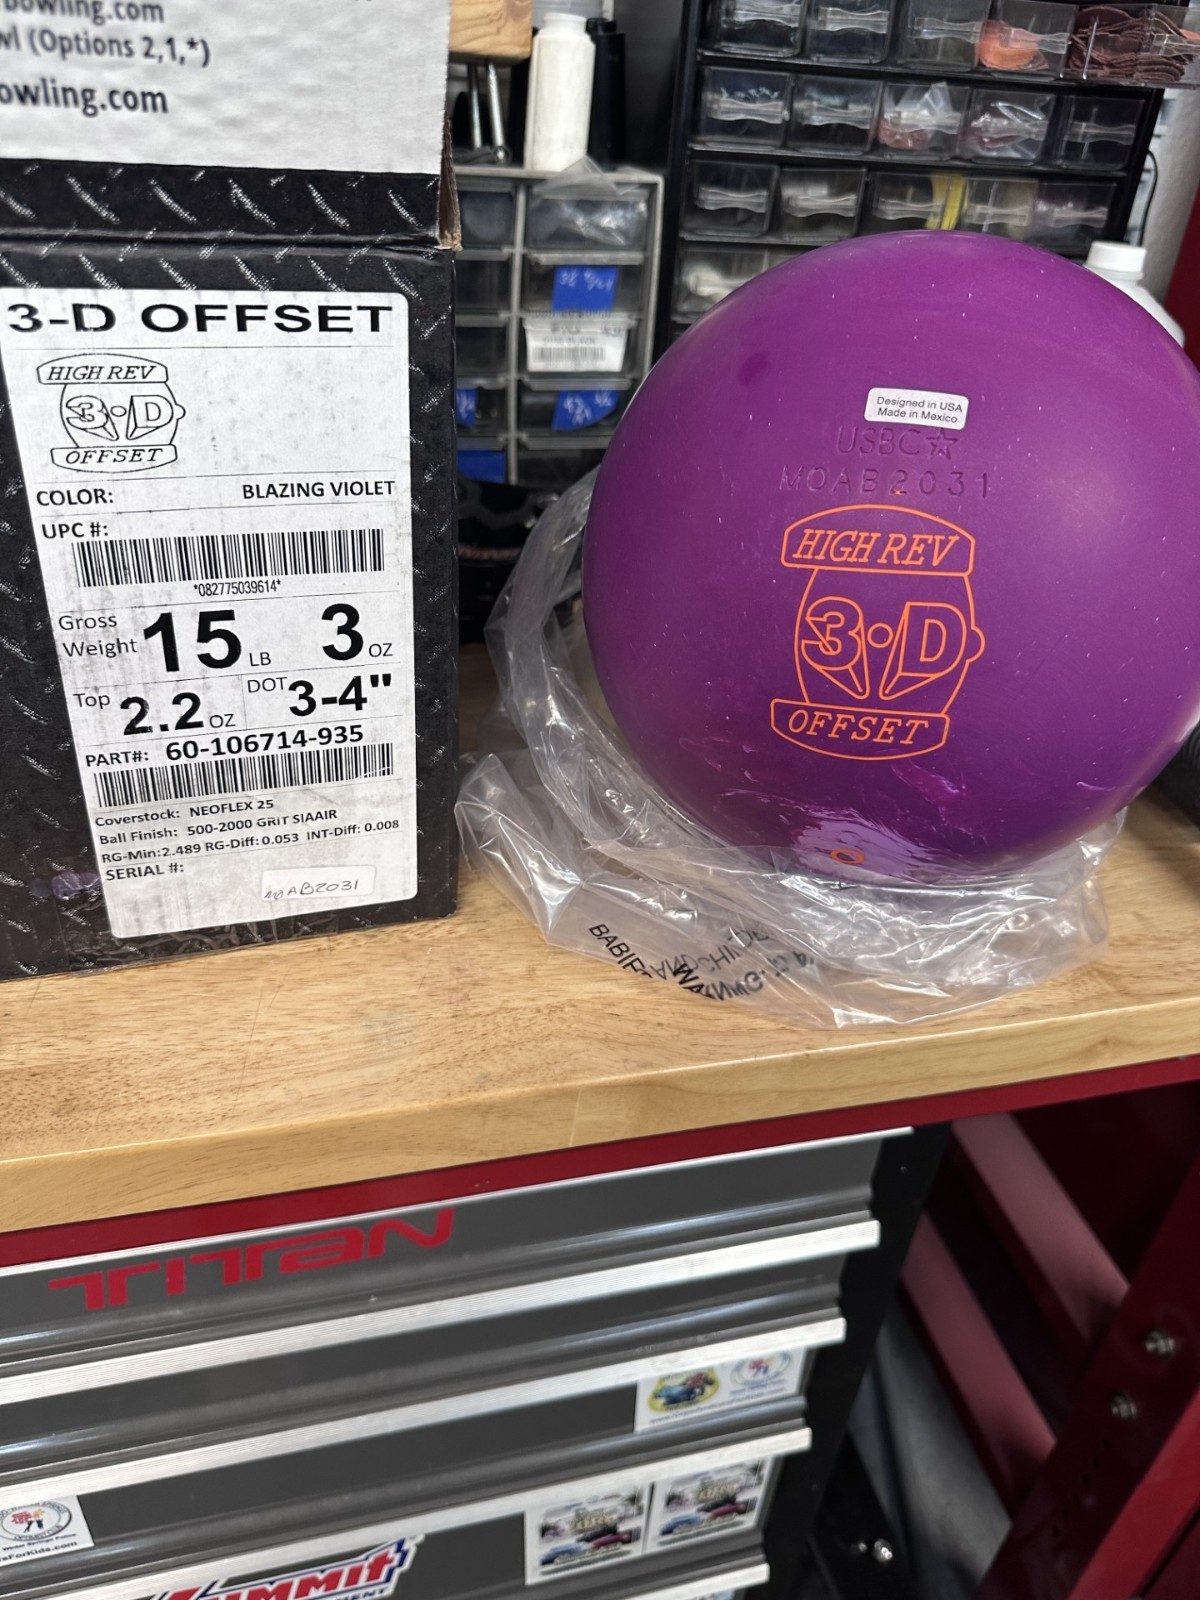 bowling.com
(Options 2,1,*)
owling.com
3-D OFFSET
HIGH REV
3-D
OFFSET
COLOR: BLAZING VIOLET
UPC #:
*082775039614*
Gross Weight 15 LB 3 OZ
Top 2.2 OZ DOT 3-4"
PART#: 60-106714-935
Coverstock: NEOFLEX 25
Ball Finish: 500-2000 GRIT SIAAIR
RG-Min:2.489 RG-Diff: 0.053 INT-Diff: 0.008
SERIAL #:
AB2031
Designed in USA
Made in Mexico
USBC
MOAB2031
HIGH REV
3-D
OFFSET
TITAN
SUMMIT